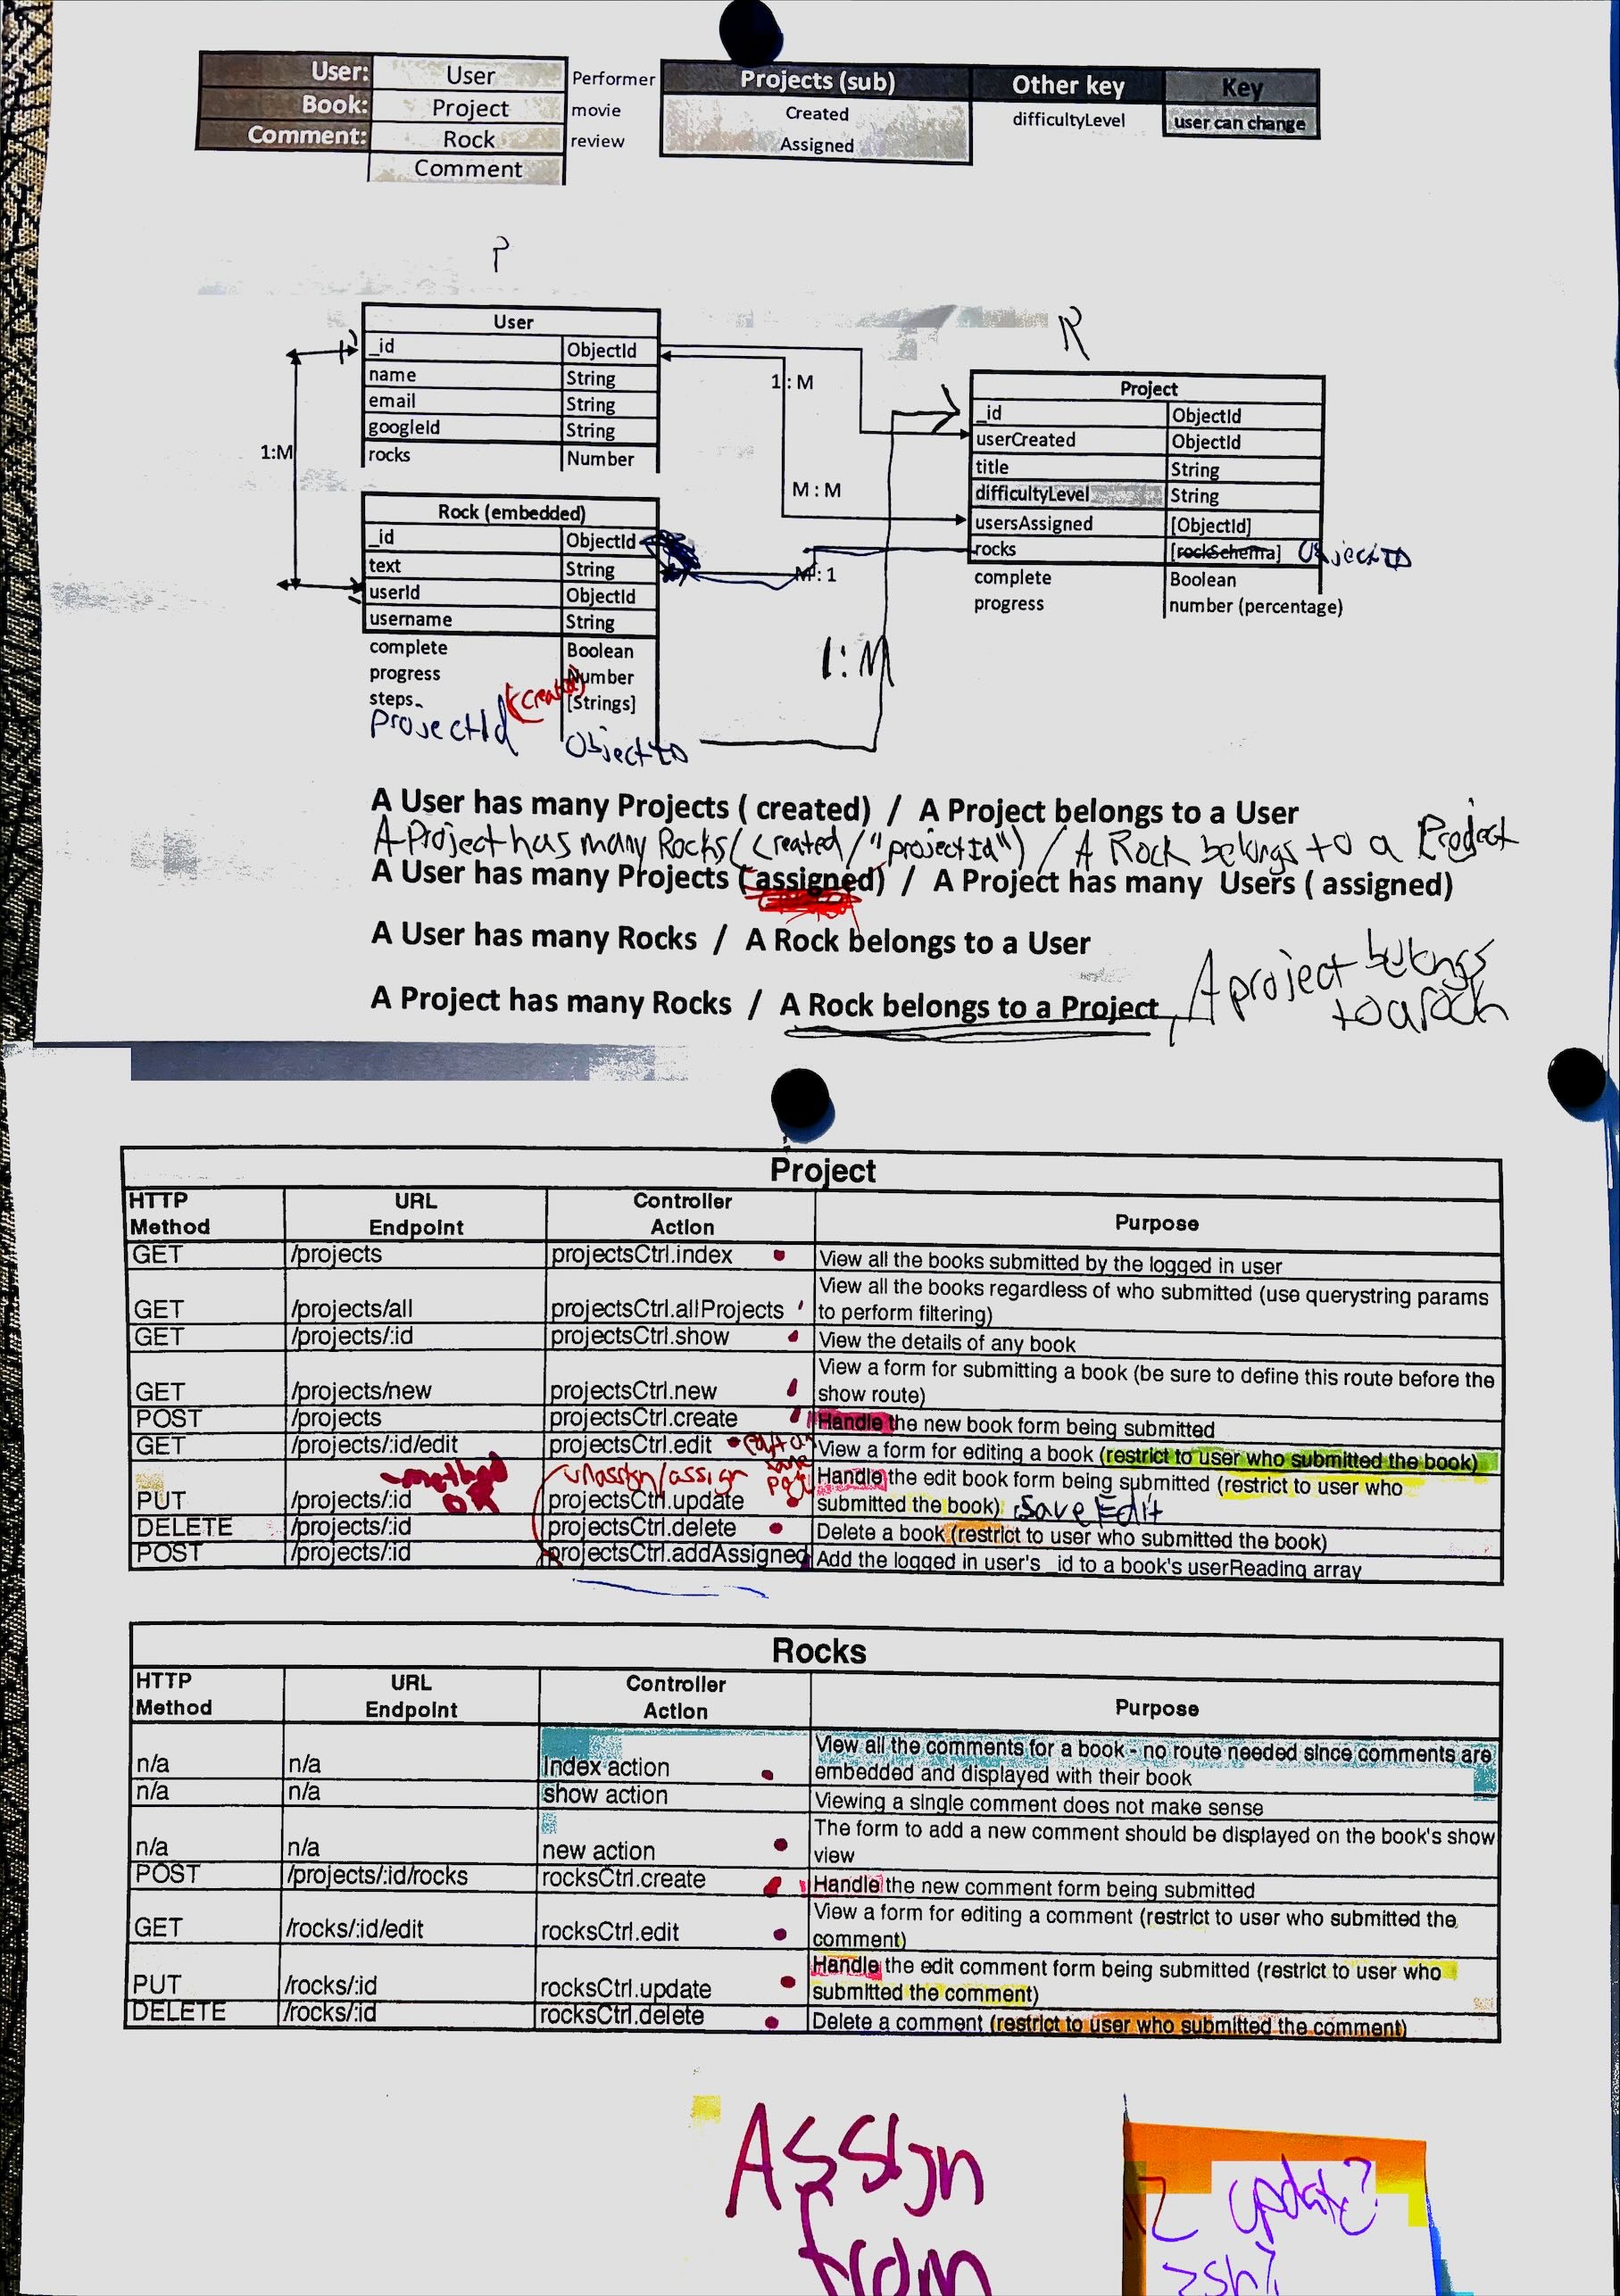 User: User Performer
Book: Project movie
Comment: Rock review
Comment
Projects (sub) Other key Key
Created difficultyLevel user can change
Assigned
P
R
User
_id ObjectId
name String
email String
googleId String
rocks Number
1:M
1 : M
M : M
Project
_id ObjectId
userCreated ObjectId
title String
difficultyLevel String
usersAssigned [ObjectId]
rocks [rockSchema] ObjectID
complete Boolean
progress number (percentage)
Rock (embedded)
_id ObjectId
text String
userId ObjectId
username String
complete Boolean
progress Number
steps [Strings]
ProjectId ObjectID
M : 1
1:M
A User has many Projects ( created) / A Project belongs to a User
A Project has many Rocks (created/"projectId") / A Rock belongs to a Project
A User has many Projects ( assigned) / A Project has many Users ( assigned)
A User has many Rocks / A Rock belongs to a User
A Project has many Rocks / A Rock belongs to a Project, A project belongs
to a rock
Project
HTTP Method URL Endpoint Controller Action Purpose
GET /projects projectsCtrl.index View all the books submitted by the logged in user
GET /projects/all projectsCtrl.allProjects View all the books regardless of who submitted (use querystring params
to perform filtering)
GET /projects/:id projectsCtrl.show View the details of any book
GET /projects/new projectsCtrl.new View a form for submitting a book (be sure to define this route before the
show route)
POST /projects projectsCtrl.create Handle the new book form being submitted
GET /projects/:id/edit projectsCtrl.edit View a form for editing a book (restrict to user who submitted the book)
unassign/assign
PUT /projects/:id projectsCtrl.update Handle the edit book form being submitted (restrict to user who
submitted the book) Save Edit
DELETE /projects/:id projectsCtrl.delete Delete a book (restrict to user who submitted the book)
POST /projects/:id projectsCtrl.addAssigned Add the logged in user's _id to a book's userReading array
Rocks
HTTP Method URL Endpoint Controller Action Purpose
n/a n/a Index action View all the comments for a book - no route needed since comments are
embedded and displayed with their book
n/a n/a show action Viewing a single comment does not make sense
n/a n/a new action The form to add a new comment should be displayed on the book's show
view
POST /projects/:id/rocks rocksCtrl.create Handle the new comment form being submitted
GET /rocks/:id/edit rocksCtrl.edit View a form for editing a comment (restrict to user who submitted the
comment)
PUT /rocks/:id rocksCtrl.update Handle the edit comment form being submitted (restrict to user who
submitted the comment)
DELETE /rocks/:id rocksCtrl.delete Delete a comment (restrict to user who submitted the comment)
Assign
from
update?
zsh?